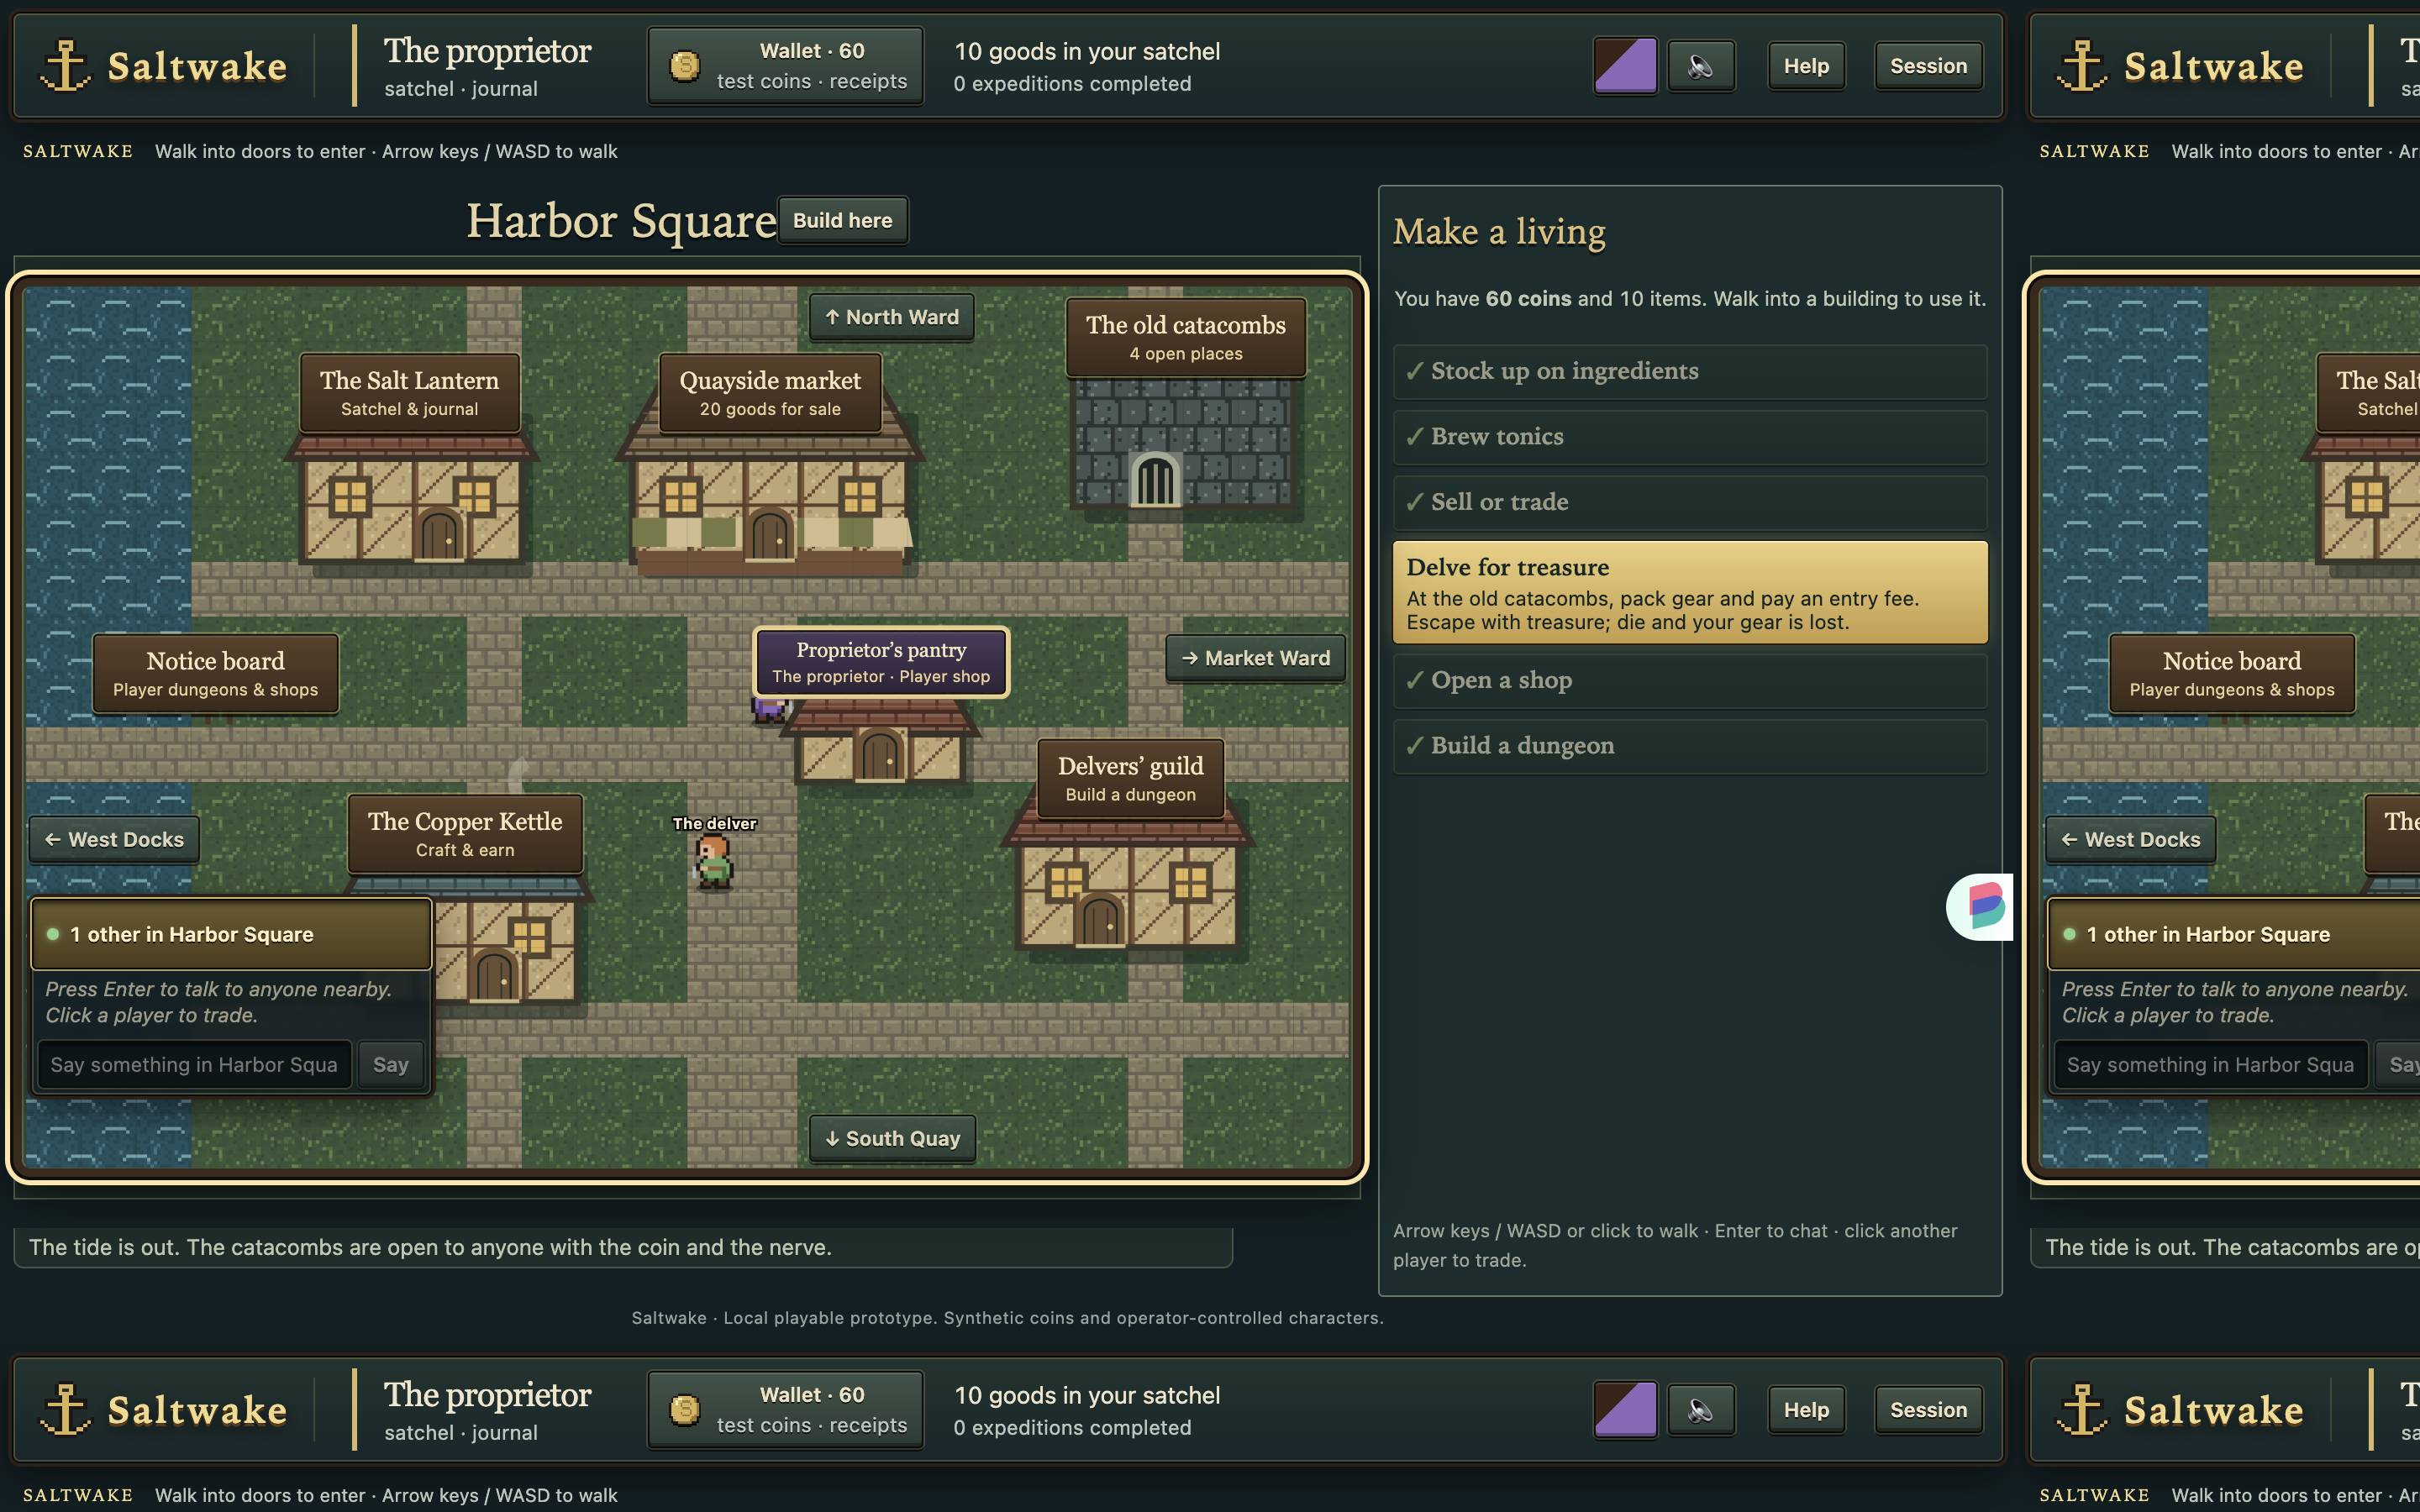 Saltwake
The proprietor
satchel · journal
Wallet · 60
test coins · receipts
10 goods in your satchel
0 expeditions completed
Help
Session
SALTWAKE Walk into doors to enter · Arrow keys / WASD to walk
Harbor Square
Build here
↑ North Ward
The old catacombs
4 open places
The Salt Lantern
Satchel & journal
Quayside market
20 goods for sale
Notice board
Player dungeons & shops
Proprietor’s pantry
The proprietor · Player shop
→ Market Ward
Delvers’ guild
Build a dungeon
The Copper Kettle
Craft & earn
The delver
← West Docks
1 other in Harbor Square
Press Enter to talk to anyone nearby.
Click a player to trade.
Say something in Harbor Squa
Say
↓ South Quay
The tide is out. The catacombs are open to anyone with the coin and the nerve.
Make a living
You have 60 coins and 10 items. Walk into a building to use it.
✓ Stock up on ingredients
✓ Brew tonics
✓ Sell or trade
Delve for treasure
At the old catacombs, pack gear and pay an entry fee.
Escape with treasure; die and your gear is lost.
✓ Open a shop
✓ Build a dungeon
Arrow keys / WASD or click to walk · Enter to chat · click another
player to trade.
Saltwake · Local playable prototype. Synthetic coins and operator-controlled characters.
Saltwake
SALTWAKE Walk into doors to enter · Ar
The Salt
Satchel
Notice board
Player dungeons & shops
The
← West Docks
1 other in Harbor Square
Press Enter to talk to anyone nearby.
Click a player to trade.
Say something in Harbor Squa
Say
The tide is out. The catacombs are op
Saltwake
The proprietor
satchel · journal
Wallet · 60
test coins · receipts
10 goods in your satchel
0 expeditions completed
Help
Session
SALTWAKE Walk into doors to enter · Arrow keys / WASD to walk
Saltwake
SALTWAKE Walk into doors to enter · Ar